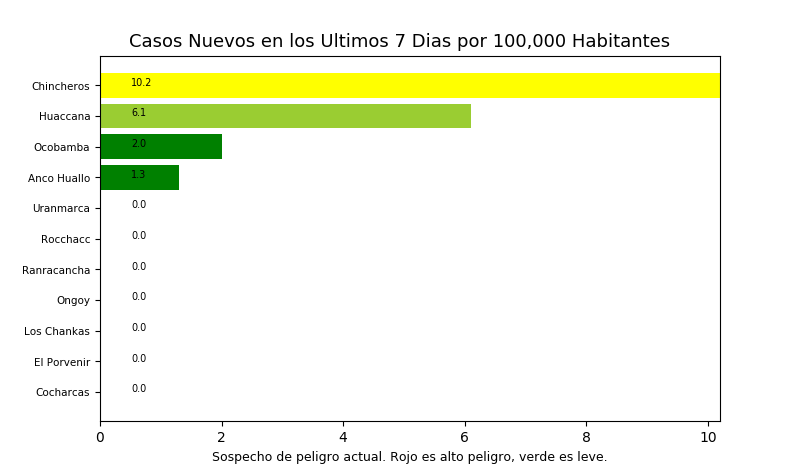 Casos Nuevos en los Ultimos 7 Dias por 100,000 Habitantes
Chincheros 10.2
Huaccana 6.1
Ocobamba 2.0
Anco Huallo 1.3
Uranmarca 0.0
Rocchacc 0.0
Ranracancha 0.0
Ongoy 0.0
Los Chankas 0.0
El Porvenir 0.0
Cocharcas 0.0
0 2 4 6 8 10
Sospecho de peligro actual. Rojo es alto peligro, verde es leve.